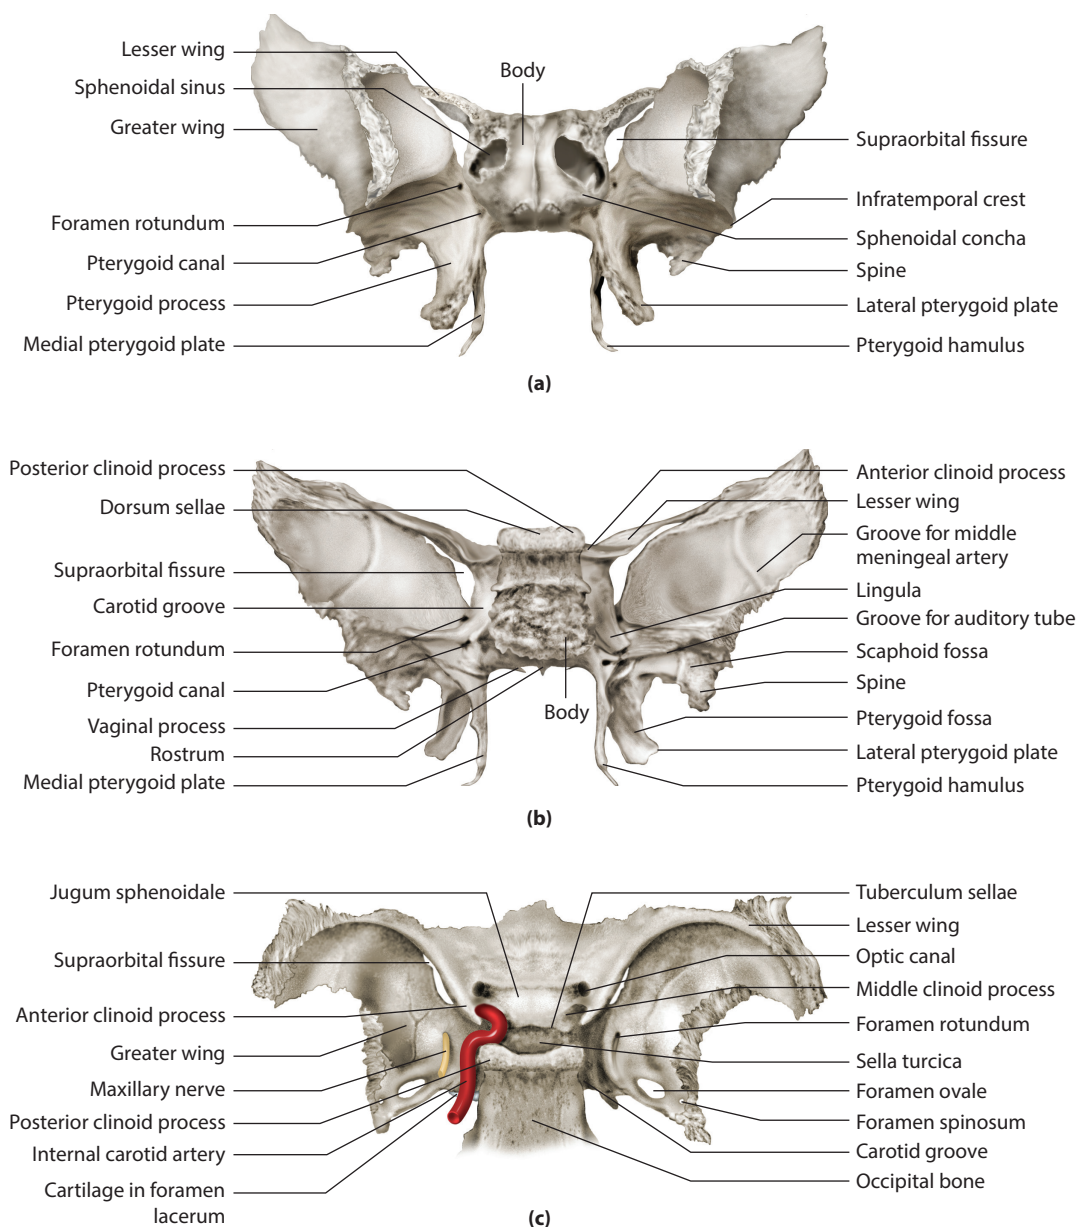 Lesser wing
Sphenoidal sinus
Greater wing
Foramen rotundum
Pterygoid canal
Pterygoid process
Medial pterygoid plate
Body
Supraorbital fissure
Infratemporal crest
Sphenoidal concha
Spine
Lateral pterygoid plate
Pterygoid hamulus
(a)
Posterior clinoid process
Dorsum sellae
Supraorbital fissure
Carotid groove
Foramen rotundum
Pterygoid canal
Vaginal process
Rostrum
Medial pterygoid plate
Body
Anterior clinoid process
Lesser wing
Groove for middle
meningeal artery
Lingula
Groove for auditory tube
Scaphoid fossa
Spine
Pterygoid fossa
Lateral pterygoid plate
Pterygoid hamulus
(b)
Jugum sphenoidale
Supraorbital fissure
Anterior clinoid process
Greater wing
Maxillary nerve
Posterior clinoid process
Internal carotid artery
Cartilage in foramen
lacerum
Tuberculum sellae
Lesser wing
Optic canal
Middle clinoid process
Foramen rotundum
Sella turcica
Foramen ovale
Foramen spinosum
Carotid groove
Occipital bone
(c)